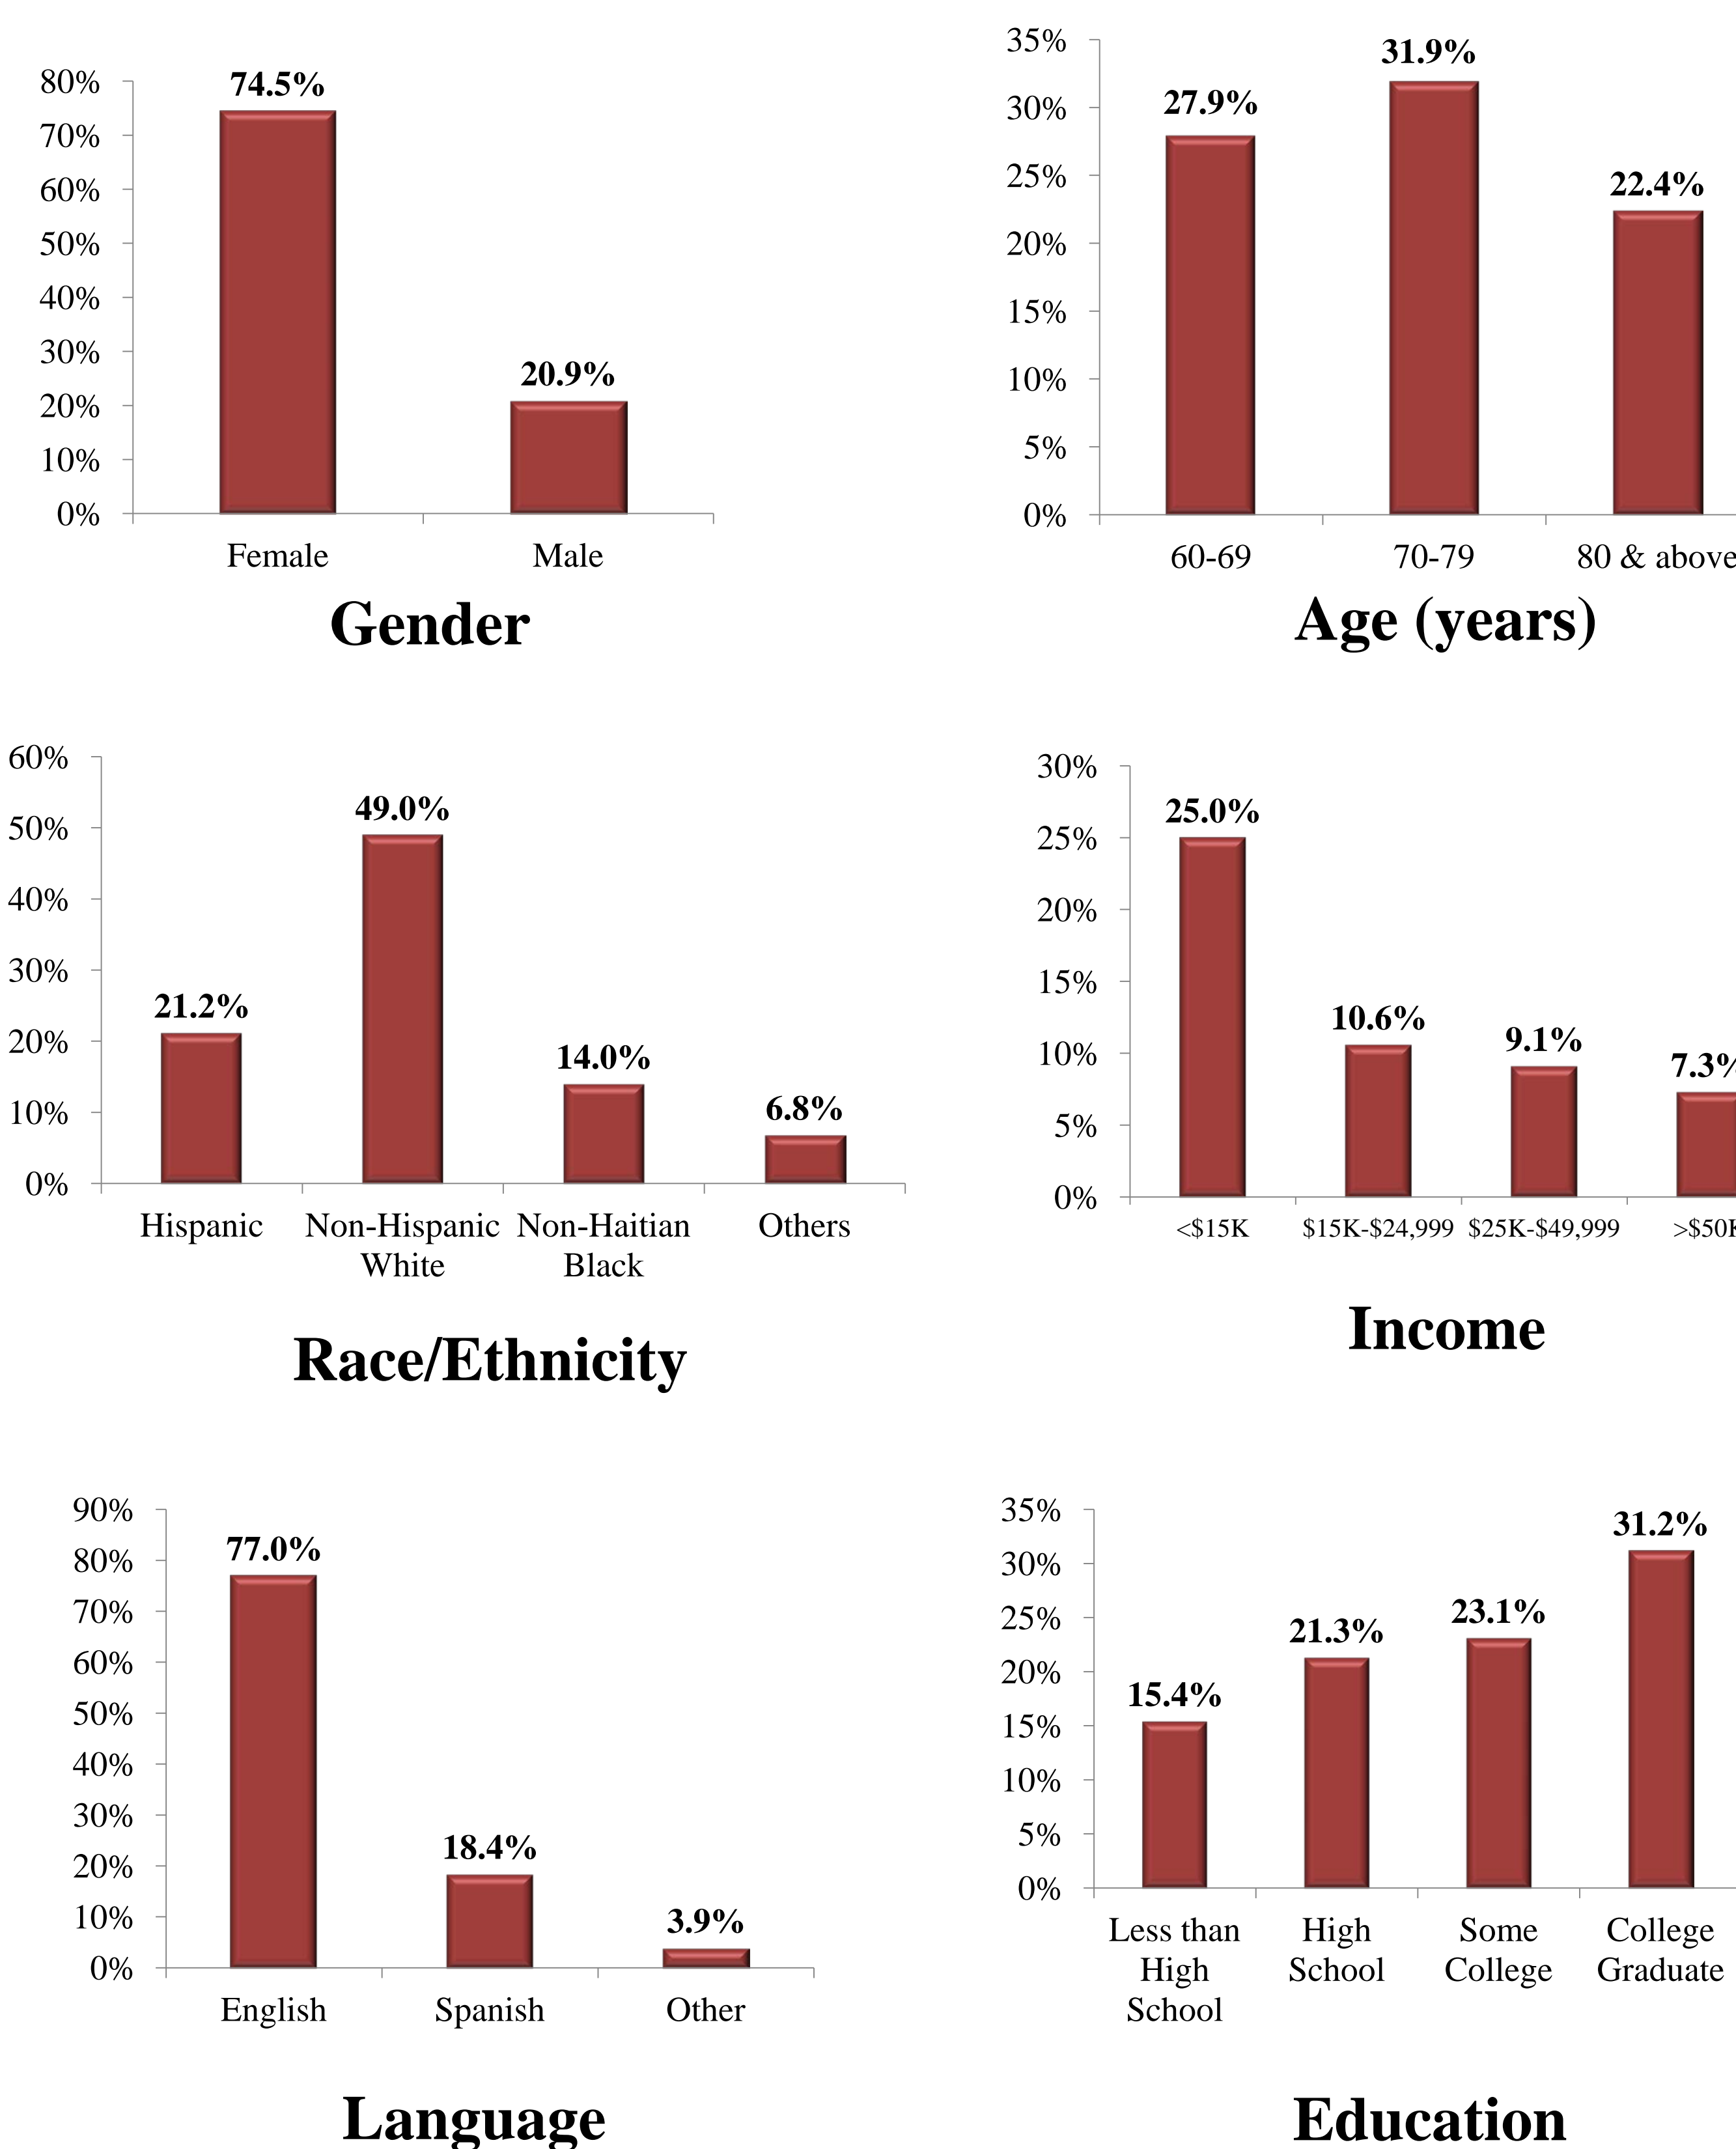 80%
70%
60%
50%
40%
30%
20%
10%
0%
74.5%
20.9%
Female
Male
Gender
35%
30%
25%
20%
15%
10%
5%
0%
27.9%
31.9%
22.4%
60-69
70-79
80 & above
Age (years)
60%
50%
40%
30%
20%
10%
0%
21.2%
49.0%
14.0%
6.8%
Hispanic
Non-Hispanic
White
Non-Haitian
Black
Others
Race/Ethnicity
30%
25%
20%
15%
10%
5%
0%
25.0%
10.6%
9.1%
7.3%
<$15K
$15K-$24,999
$25K-$49,999
>$50K
Income
90%
80%
70%
60%
50%
40%
30%
20%
10%
0%
77.0%
18.4%
3.9%
English
Spanish
Other
Language
35%
30%
25%
20%
15%
10%
5%
0%
15.4%
21.3%
23.1%
31.2%
Less than
High
School
High
School
Some
College
College
Graduate
Education